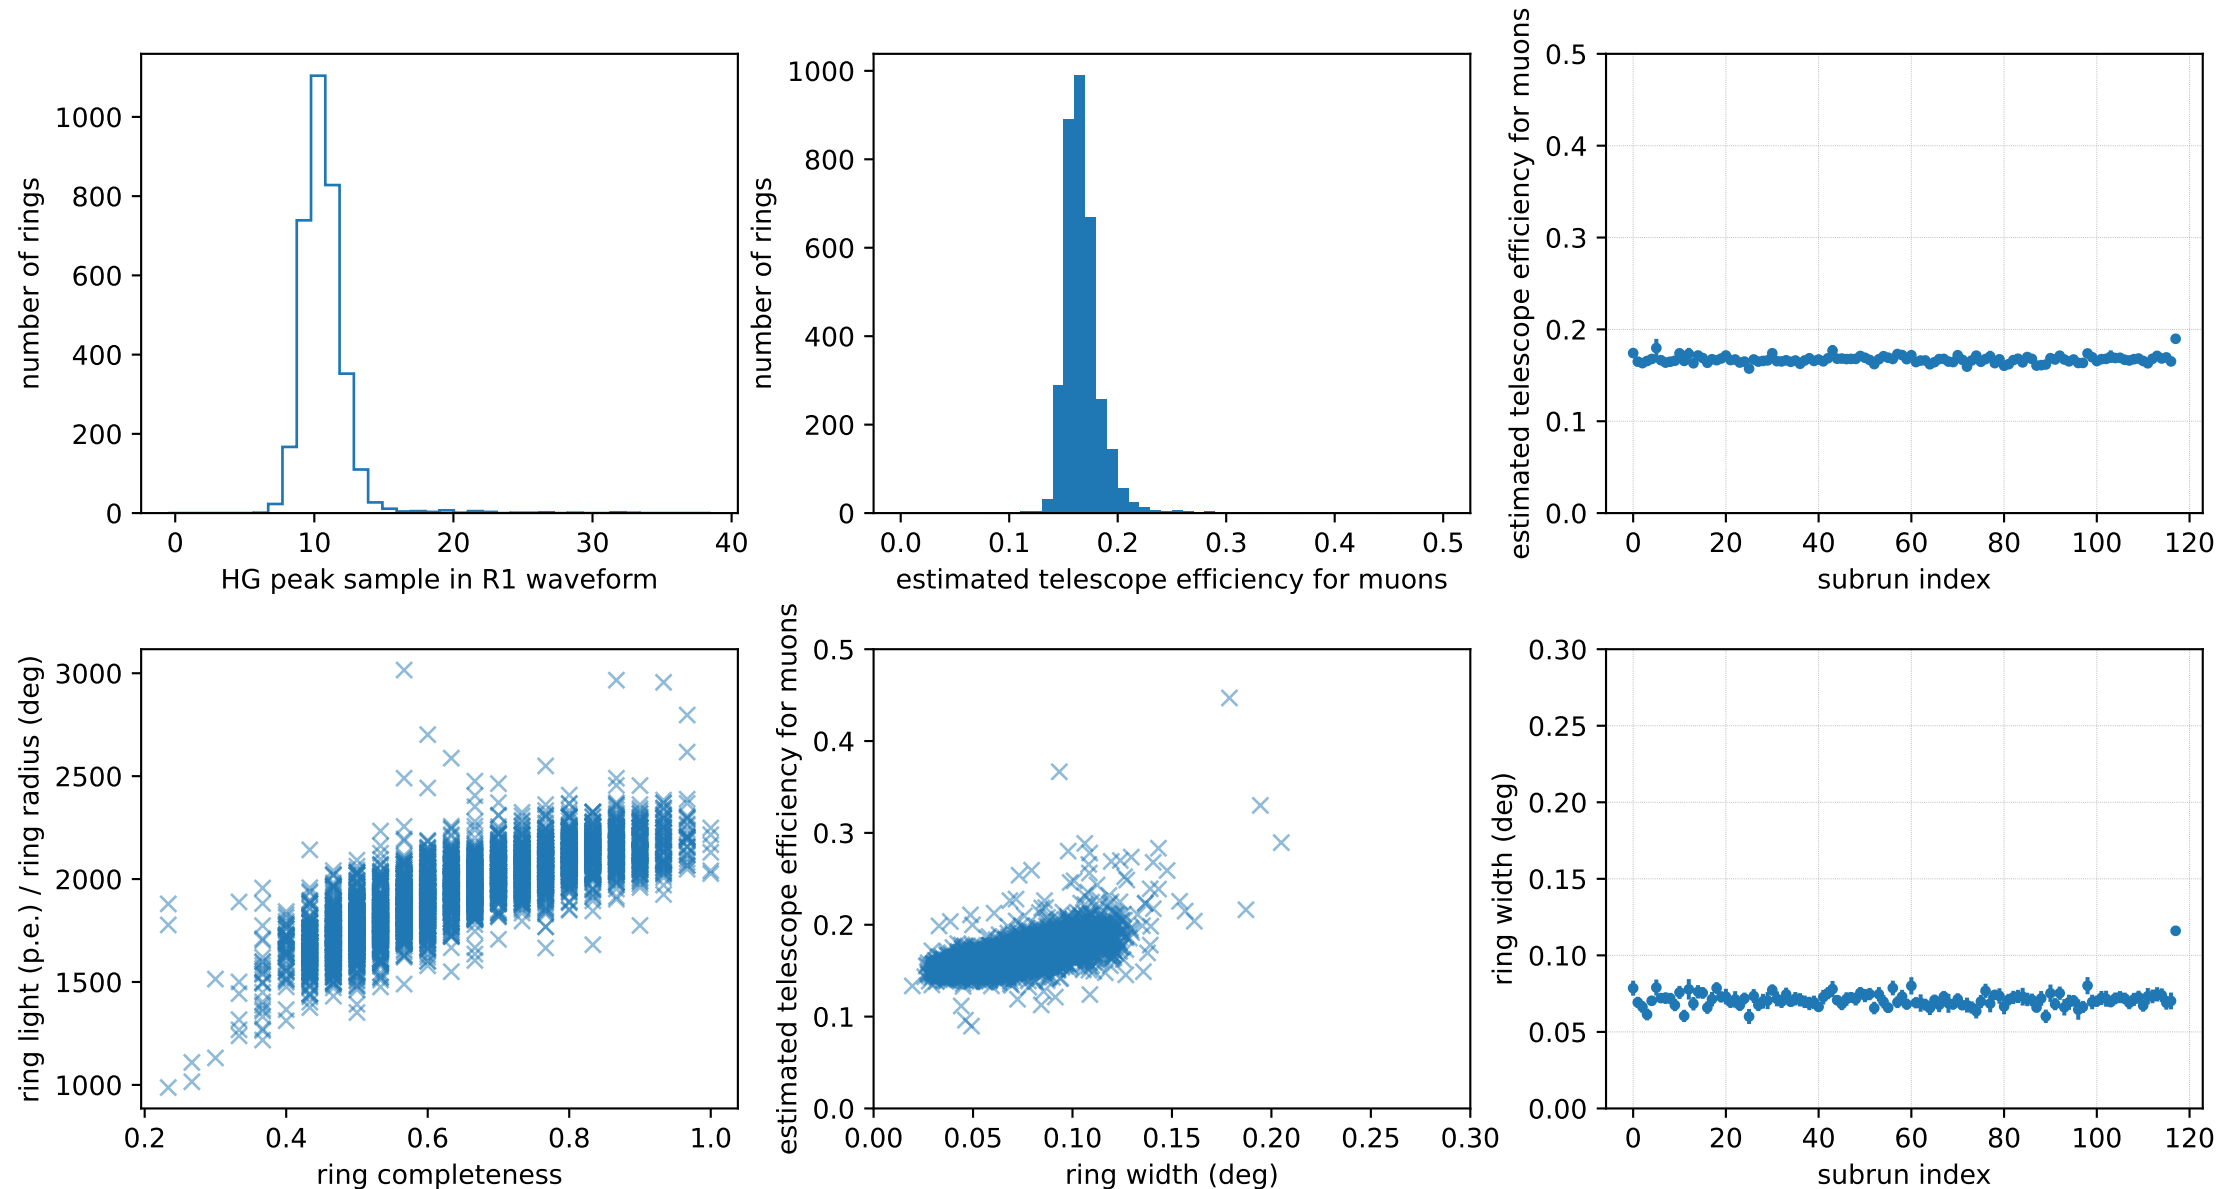 number of rings
1000
800
600
400
200
0
0 10 20 30 40
HG peak sample in R1 waveform
number of rings
1000
800
600
400
200
0
0.0 0.1 0.2 0.3 0.4 0.5
estimated telescope efficiency for muons
estimated telescope efficiency for muons
0.5
0.4
0.3
0.2
0.1
0.0
0 20 40 60 80 100 120
subrun index
ring light (p.e.) / ring radius (deg)
3000
2500
2000
1500
1000
0.2 0.4 0.6 0.8 1.0
ring completeness
estimated telescope efficiency for muons
0.5
0.4
0.3
0.2
0.1
0.0
0.00 0.05 0.10 0.15 0.20 0.25 0.30
ring width (deg)
ring width (deg)
0.30
0.25
0.20
0.15
0.10
0.05
0.00
0 20 40 60 80 100 120
subrun index